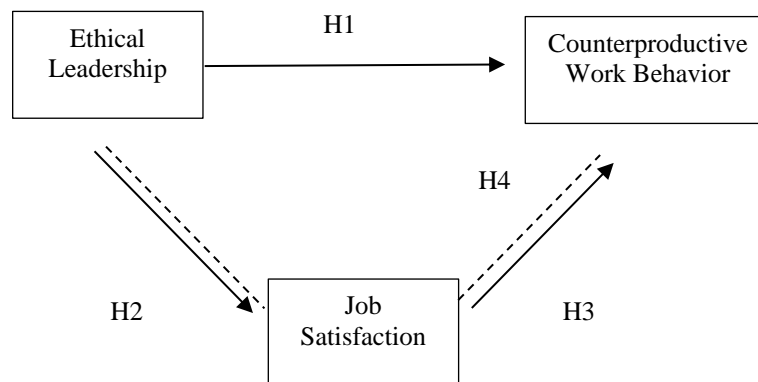 H1
Ethical
Leadership
Counterproductive
Work Behavior
H4
H2
Job
Satisfaction
H3